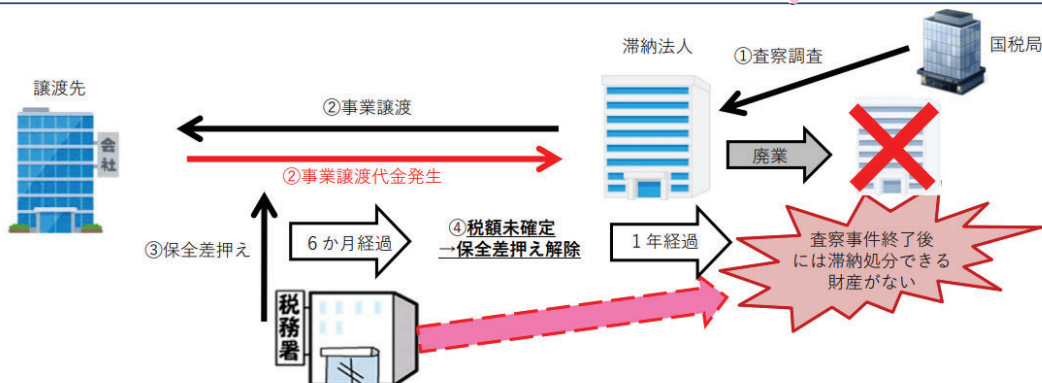 滞納法人
国税局
①査察調査
譲渡先
会社
②事業譲渡
②事業譲渡代金発生
廃業
③保全差押え
6か月経過
④税額未確定
→保全差押え解除
1年経過
査察事件終了後
には滞納処分できる
財産がない
税務署